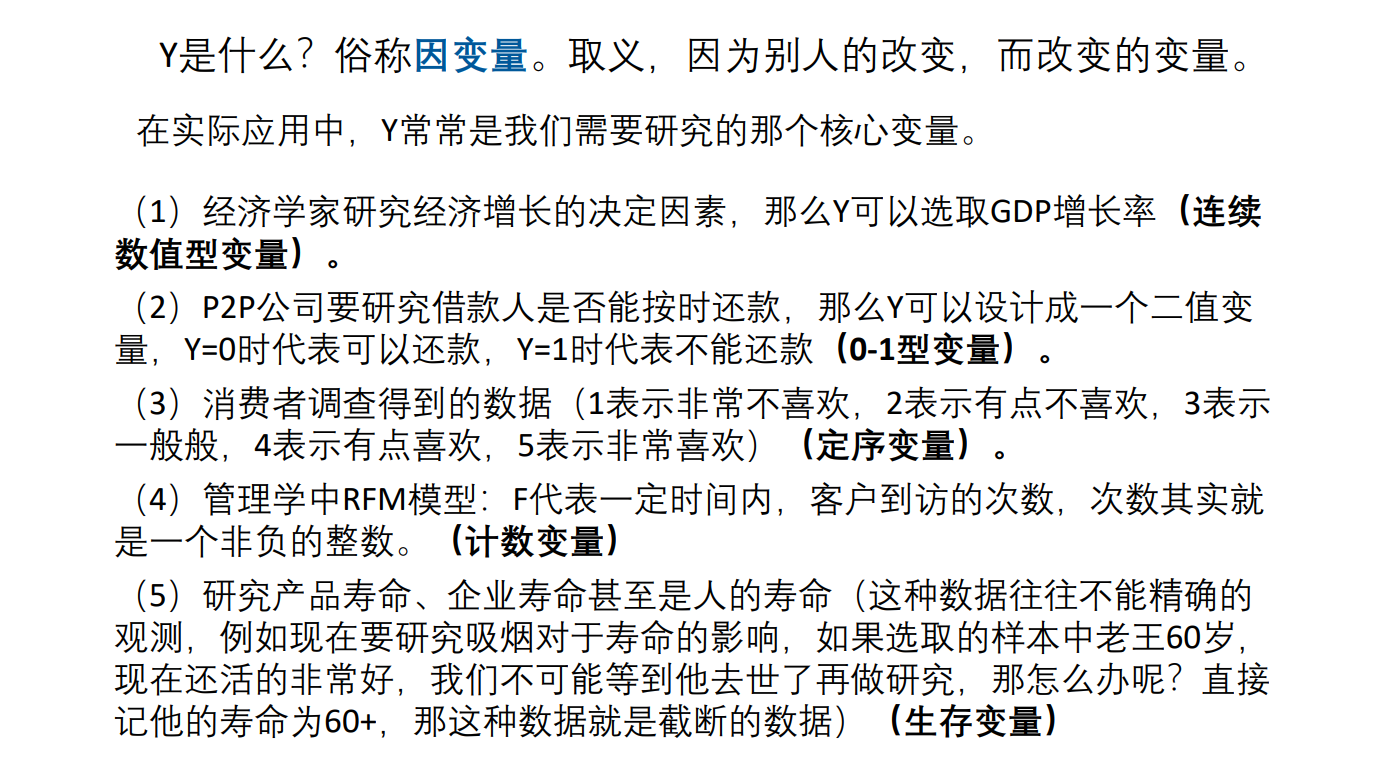 Y是什么？俗称因变量。取义，因为别人的改变，而改变的变量。
在实际应用中，Y常常是我们需要研究的那个核心变量。
（1）经济学家研究经济增长的决定因素，那么Y可以选取GDP增长率（连续
数值型变量）。
（2）P2P公司要研究借款人是否能按时还款，那么Y可以设计成一个二值变
量，Y=0时代表可以还款，Y=1时代表不能还款（0-1型变量）。
（3）消费者调查得到的数据（1表示非常不喜欢，2表示有点不喜欢，3表示
一般般，4表示有点喜欢，5表示非常喜欢）（定序变量）。
（4）管理学中RFM模型：F代表一定时间内，客户到访的次数，次数其实就
是一个非负的整数。（计数变量）
（5）研究产品寿命、企业寿命甚至是人的寿命（这种数据往往不能精确的
观测，例如现在要研究吸烟对于寿命的影响，如果选取的样本中老王60岁，
现在还活的非常好，我们不可能等到他去世了再做研究，那怎么办呢？直接
记他的寿命为60+，那这种数据就是截断的数据）（生存变量）